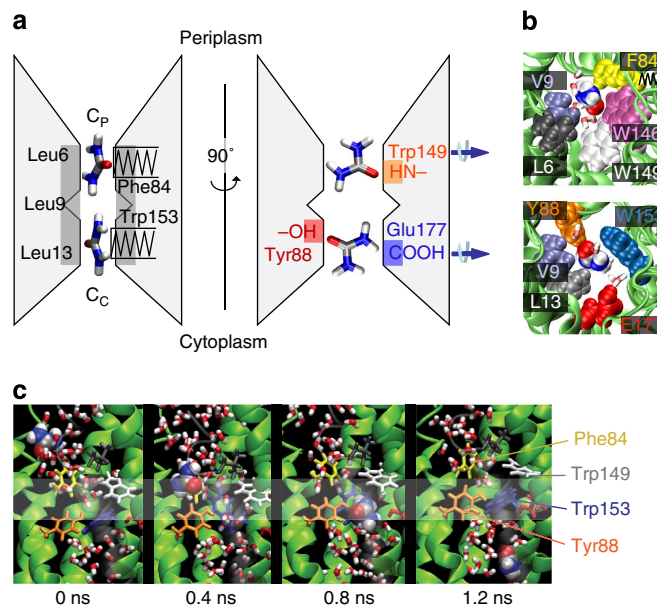 a
Periplasm
C_P
Leu6
Phe84
Leu9
Trp153
Leu13
C_C
90°
Trp149
HN–
–OH
Tyr88
Glu177
COOH
Cytoplasm
b
F84
V9
W146
L6
W149
Y88
V9
L13
c
Phe84
Trp149
Trp153
Tyr88
0 ns
0.4 ns
0.8 ns
1.2 ns